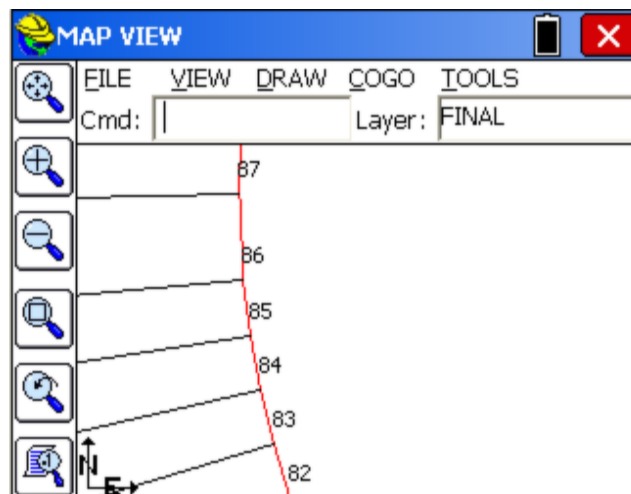 MAP VIEW
FILE VIEW DRAW COGO TOOLS
Cmd: Layer: FINAL
87
86
85
84
83
82
N
E